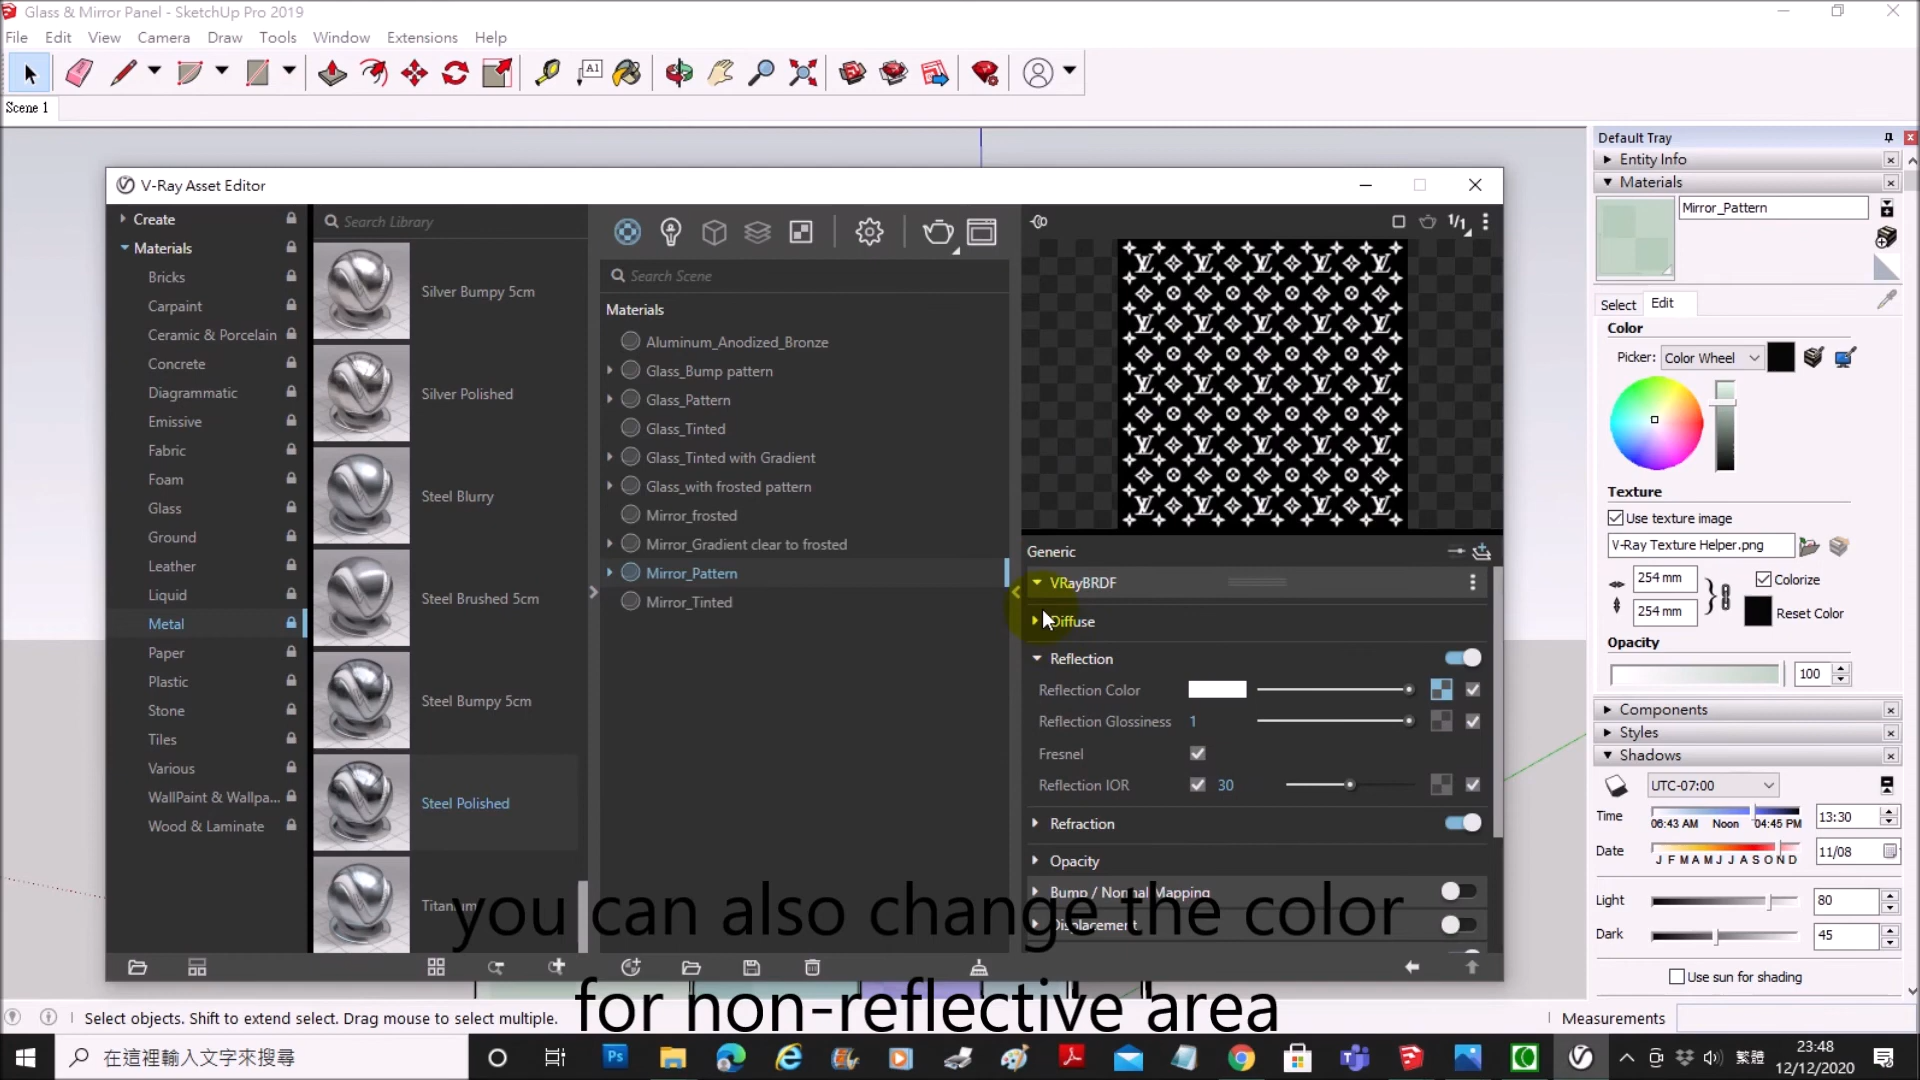 Glass & Mirror Panel - SketchUp Pro 2019
File Edit View Camera Draw Tools Window Extensions Help
Scene 1
V-Ray Asset Editor
Create
Materials
Bricks
Carpaint
Ceramic & Porcelain
Concrete
Diagrammatic
Emissive
Fabric
Foam
Glass
Ground
Leather
Liquid
Metal
Paper
Plastic
Stone
Tiles
Various
WallPaint & Wallpa...
Wood & Laminate
Search Library
Silver Bumpy 5cm
Silver Polished
Steel Blurry
Steel Brushed 5cm
Steel Bumpy 5cm
Steel Polished
Titanium
Search Scene
Materials
Aluminum_Anodized_Bronze
Glass_Bump pattern
Glass_Pattern
Glass_Tinted
Glass_Tinted with Gradient
Glass_with frosted pattern
Mirror_frosted
Mirror_Gradient clear to frosted
Mirror_Pattern
Mirror_Tinted
1/1
Generic
VRayBRDF
Diffuse
Reflection
Reflection Color
Reflection Glossiness 1
Fresnel
Reflection IOR 30
Refraction
Opacity
Bump / Normal Mapping
Displacement
Default Tray
Entity Info
Materials
Mirror_Pattern
Select Edit
Color
Picker: Color Wheel
Texture
Use texture image
V-Ray Texture Helper.png
254 mm
Colorize
254 mm
Reset Color
Opacity
100
Components
Styles
Shadows
UTC-07:00
Time 06:43 AM Noon 04:45 PM 13:30
Date J F M A M J J A S O N D 11/08
Light 80
Dark 45
Use sun for shading
you can also change the color
for non-reflective area
Select objects. Shift to extend select. Drag mouse to select multiple.
Measurements
在這裡輸入文字來搜尋
繁體
23:48
12/12/2020